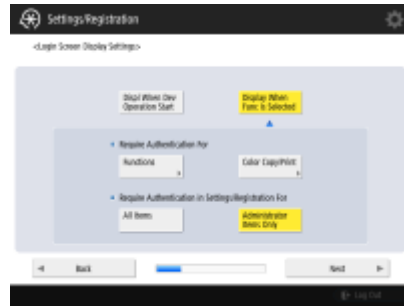 Settings/Registration
<Login Screen Display Settings>
Displ When Dev
Operation Start
Display When
Func Is Selected
Require Authentication For
Functions
Color Copy/Print
Require Authentication in Settings/Registration For
All Items
Administrator
Items Only
Back
Next
Log Out